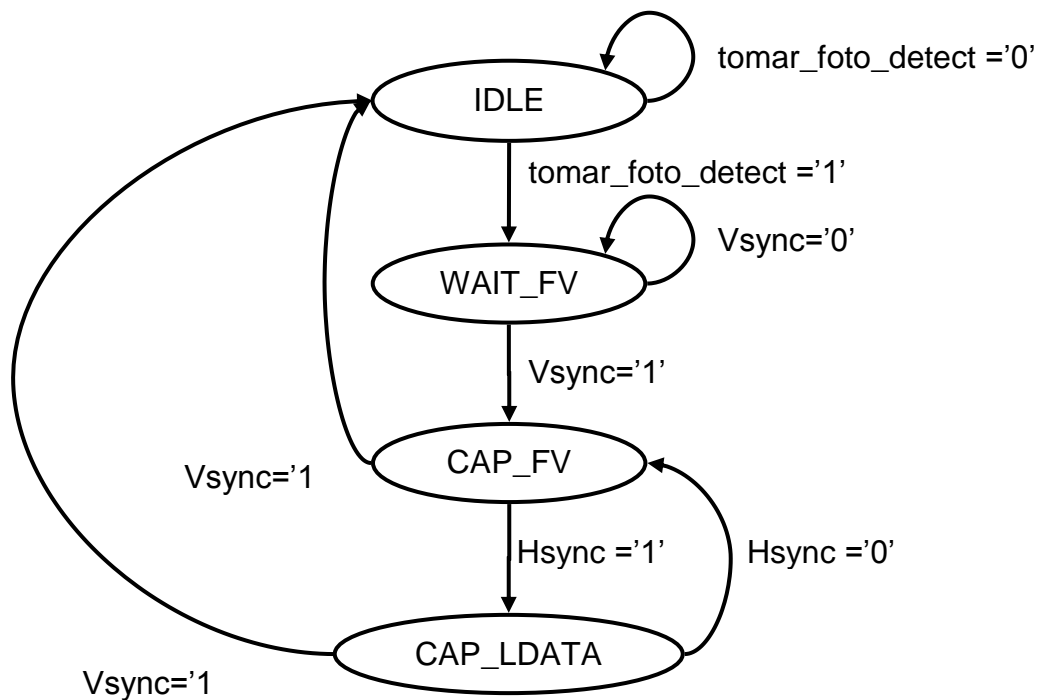 tomar_foto_detect =’0’
IDLE
tomar_foto_detect =’1’
Vsync=’0’
WAIT_FV
Vsync=’1’
CAP_FV
Vsync=’1
Hsync =’1’
Hsync =’0’
CAP_LDATA
Vsync=’1